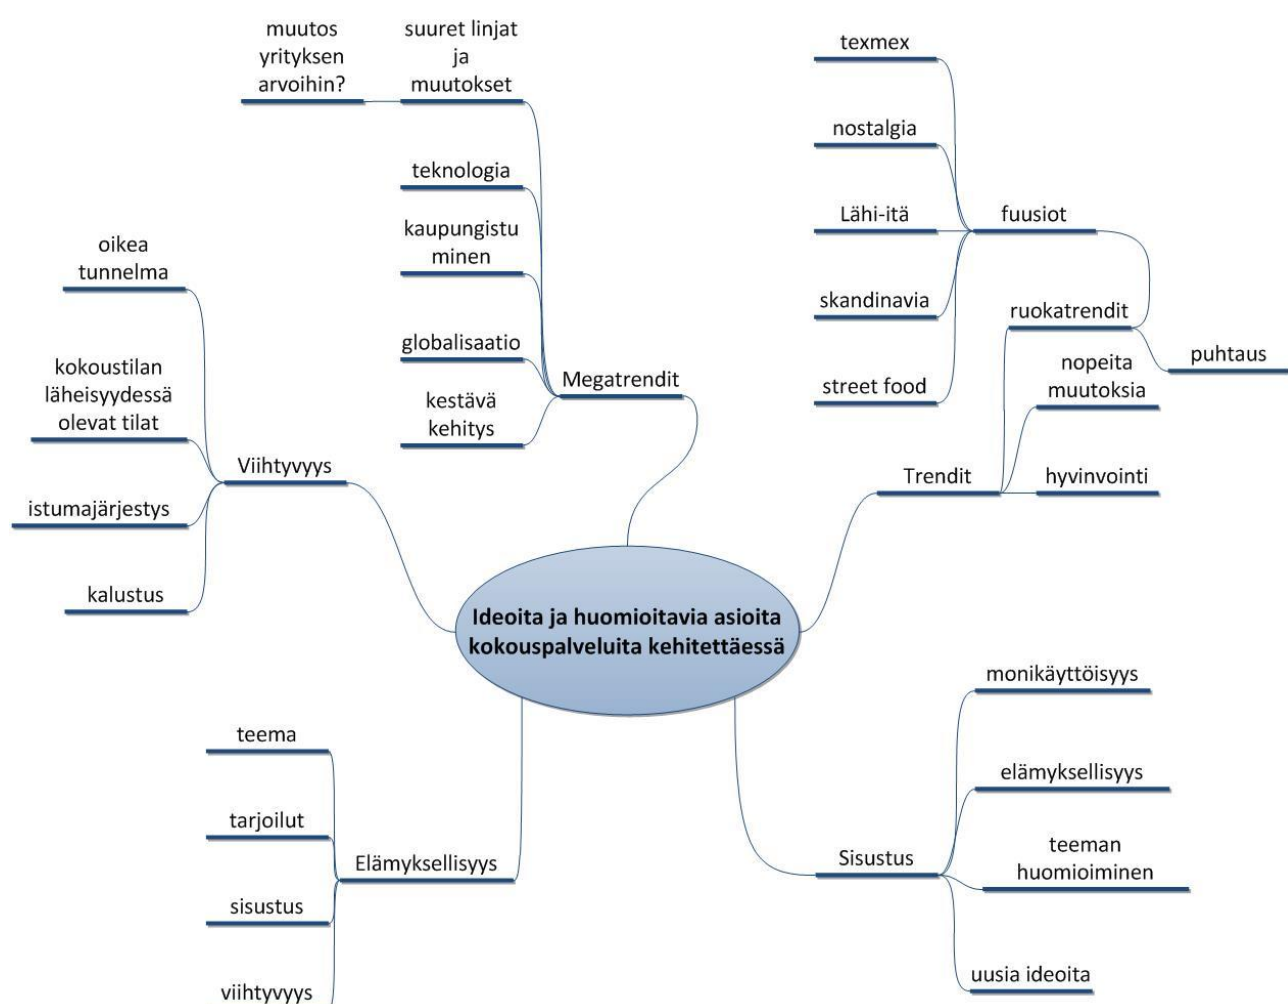 muutos
yrityksen
arvoihin?
suuret linjat
ja
muutokset
teknologia
kaupungistu
minen
globalisaatio
kestävä
kehitys
Megatrendit
oikea
tunnelma
kokoustilan
läheisyydessä
olevat tilat
istumajärjestys
kalustus
Viihtyvyys
texmex
nostalgia
Lähi-itä
skandinavia
street food
fuusiot
ruokatrendit
puhtaus
nopeita
muutoksia
hyvinvointi
Trendit
Ideoita ja huomioitavia asioita
kokouspalveluita kehitettäessä
teema
tarjoilut
sisustus
viihtyvyys
Elämyksellisyys
monikäyttöisyys
elämyksellisyys
teeman
huomioiminen
uusia ideoita
Sisustus